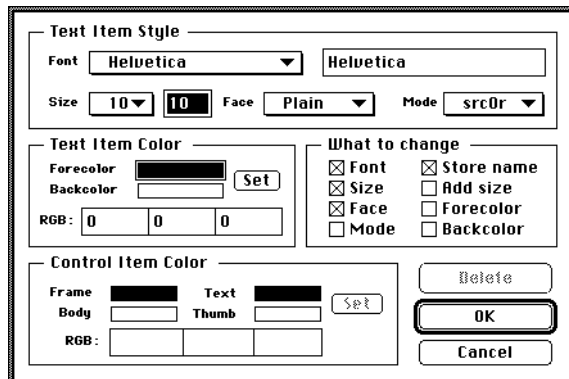 Text Item Style
Font Helvetica Helvetica
Size 10 10 Face Plain Mode srcOr
Text Item Color
Forecolor
Backcolor
Set
RGB: 0 0 0
What to change
Font Store name
Size Add size
Face Forecolor
Mode Backcolor
Control Item Color
Frame Text
Body Thumb
Set
RGB:
Delete
OK
Cancel